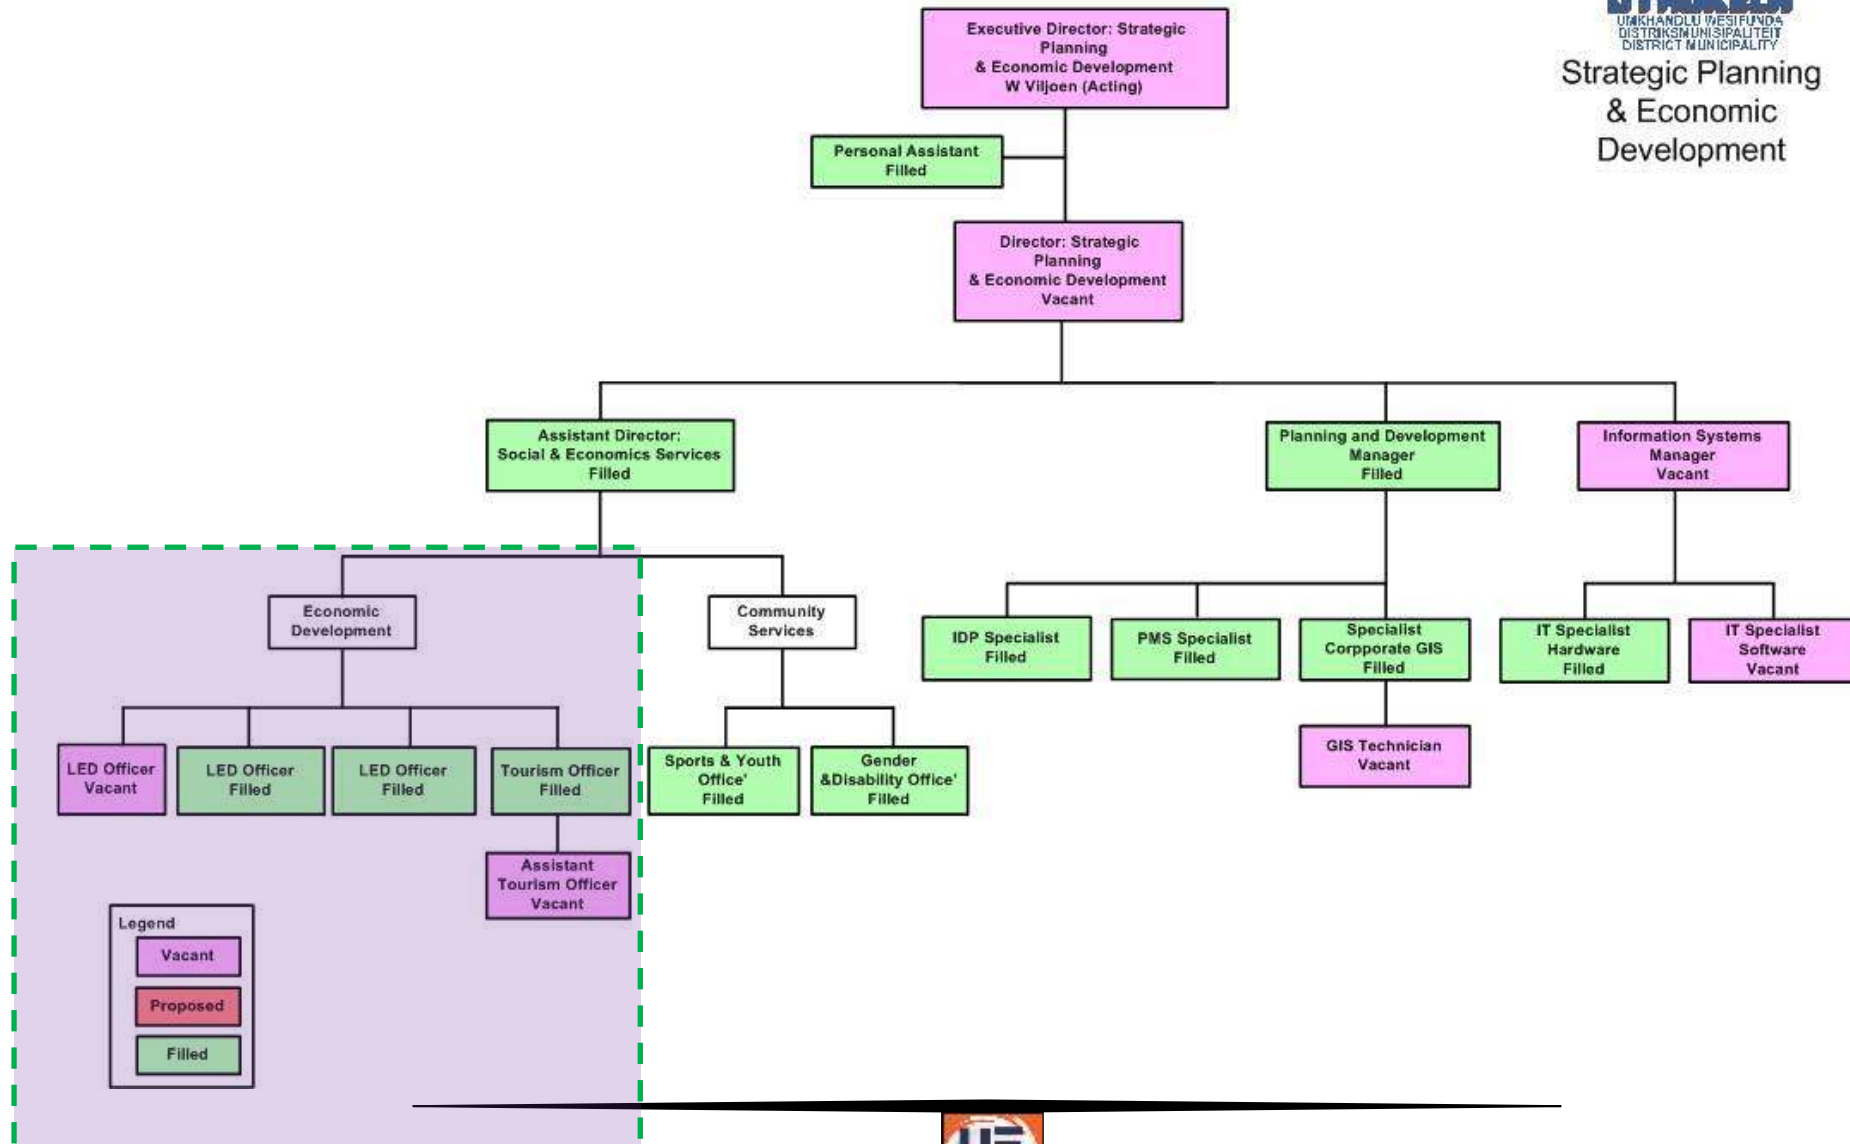 UMKHANDLU WESIFUNDA
DISTRIKSMUNISIPALITEIT
DISTRICT MUNICIPALITY
Strategic Planning
& Economic
Development
Executive Director: Strategic
Planning
& Economic Development
W Viljoen (Acting)
Personal Assistant
Filled
Director: Strategic
Planning
& Economic Development
Vacant
Assistant Director:
Social & Economics Services
Filled
Planning and Development
Manager
Filled
Information Systems
Manager
Vacant
Economic
Development
Community
Services
IDP Specialist
Filled
PMS Specialist
Filled
Specialist
Corpporate GIS
Filled
IT Specialist
Hardware
Filled
IT Specialist
Software
Vacant
LED Officer
Vacant
LED Officer
Filled
LED Officer
Filled
Tourism Officer
Filled
Sports & Youth
Office'
Filled
Gender
&Disability Office'
Filled
GIS Technician
Vacant
Assistant
Tourism Officer
Vacant
Legend
Vacant
Proposed
Filled